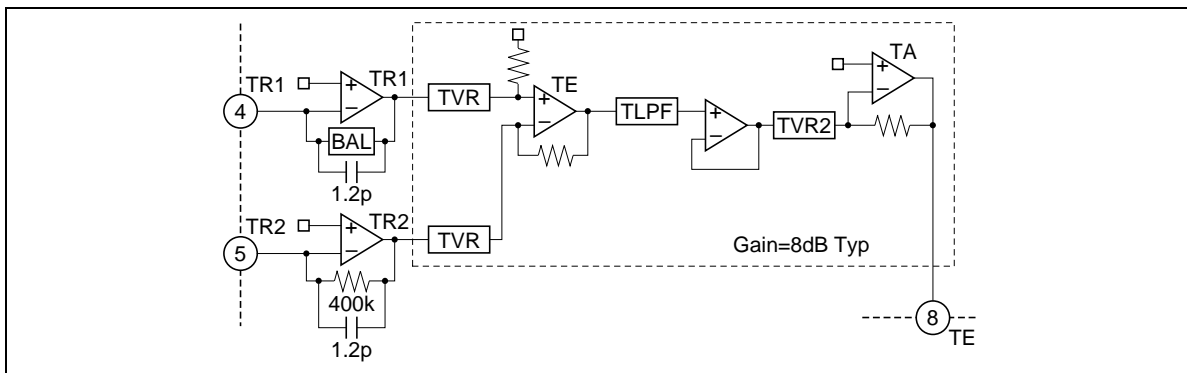 TR1
TR1
4
BAL
1.2p
TR2
TR2
5
400k
1.2p
TVR
TVR
TE
TLPF
TVR2
TA
Gain=8dB Typ
8
TE